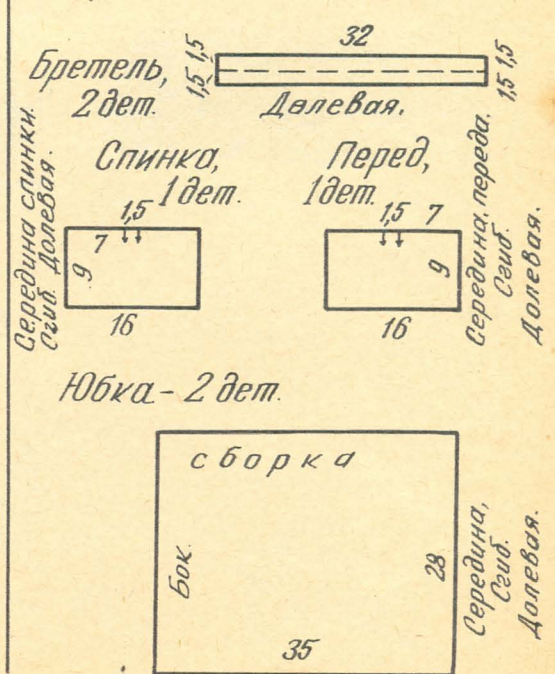 32
Бретель,
2 дет.
1,5 1,5
1,5 1,5
Долевая.
Спинка,
1 дет.
1,5
7
9
16
Середина спинки.
Сгиб. Долевая.
Перед,
1 дет.
1,5
7
9
16
Середина переда,
Сгиб.
Долевая.
Юбка – 2 дет.
сборка
Бок.
28
35
Середина,
Сгиб.
Долевая.